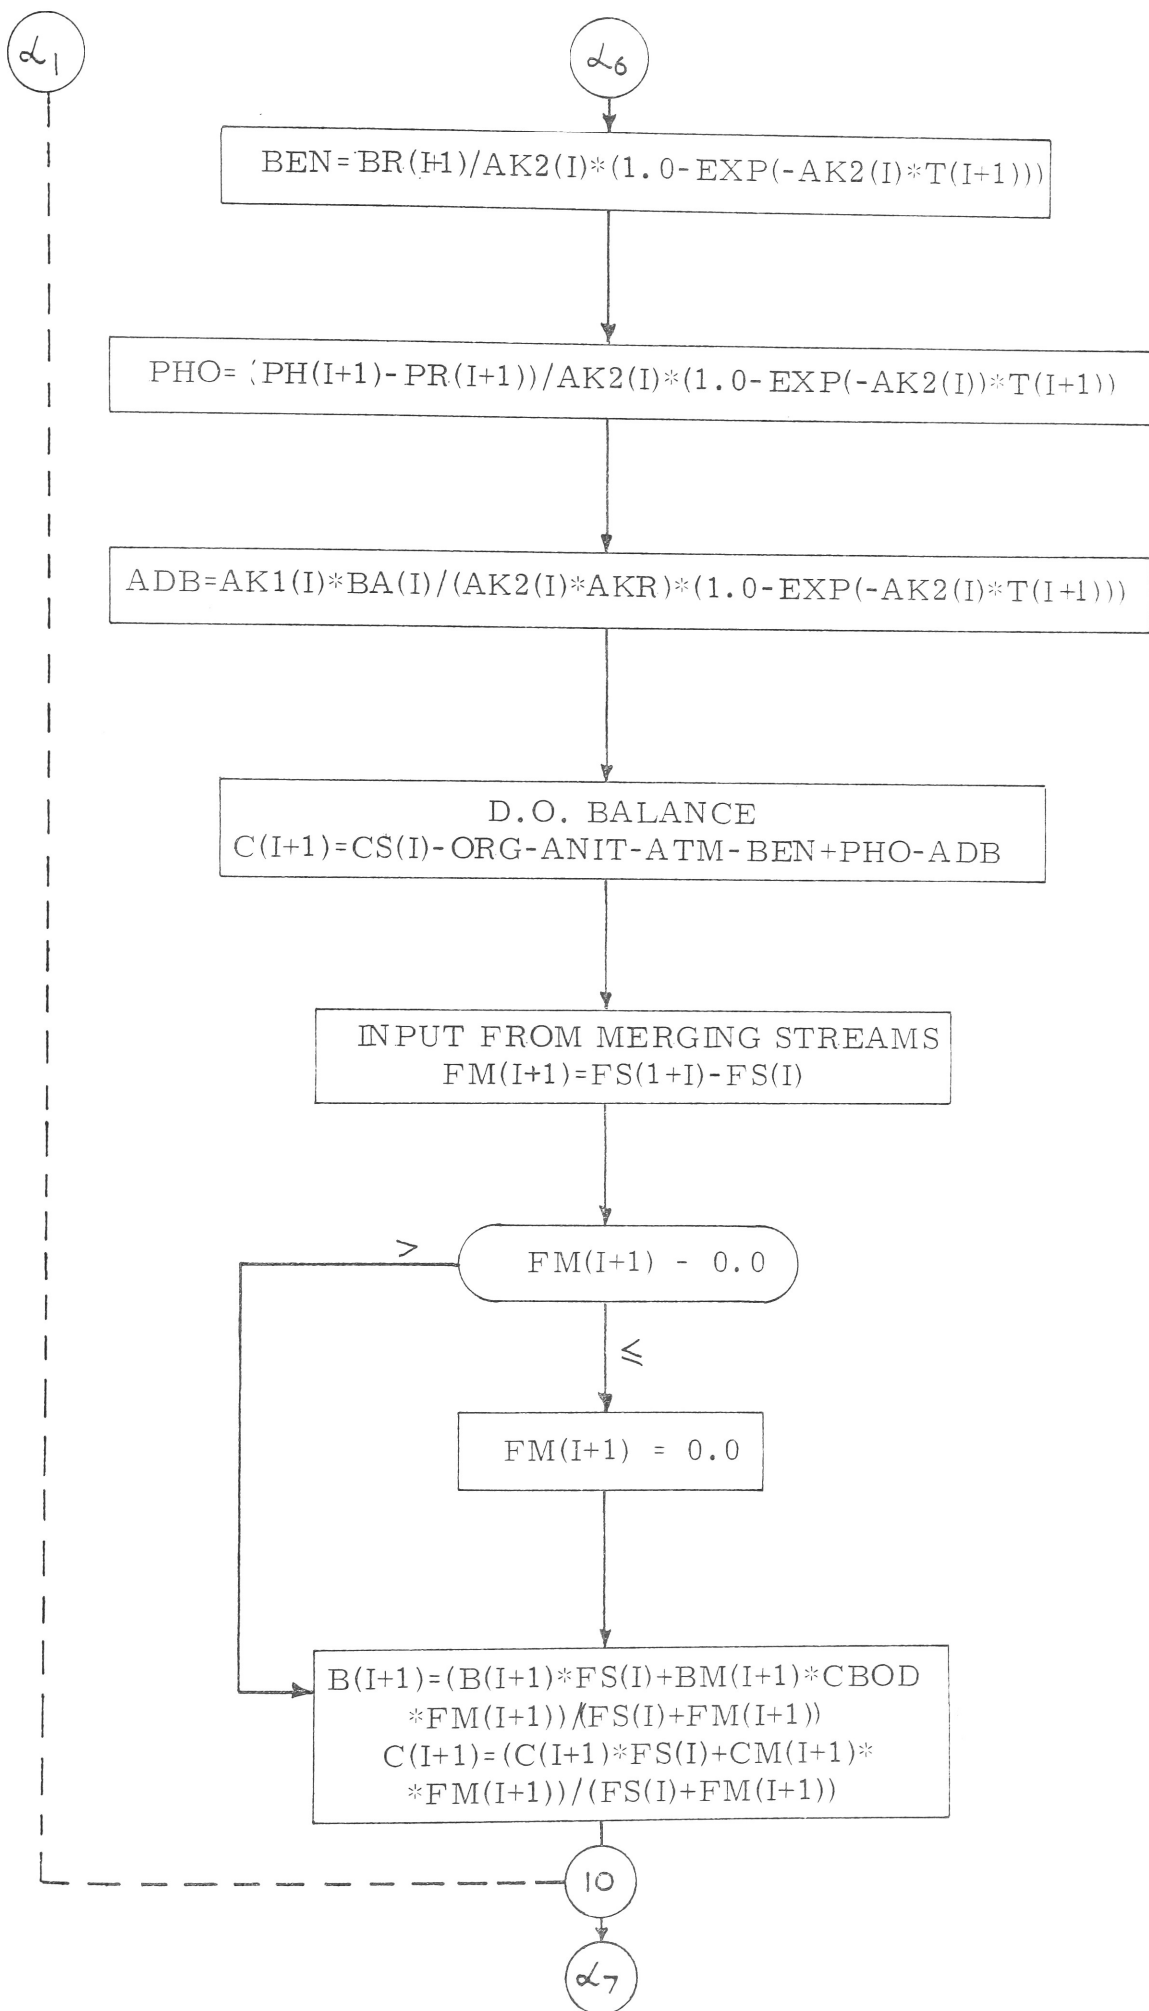 α1
α6
BEN=BR(I+1)/AK2(I)*(1.0-EXP(-AK2(I)*T(I+1)))
PHO=(PH(I+1)-PR(I+1))/AK2(I)*(1.0-EXP(-AK2(I))*T(I+1))
ADB=AK1(I)*BA(I)/(AK2(I)*AKR)*(1.0-EXP(-AK2(I)*T(I+1)))
D.O. BALANCE
C(I+1)=CS(I)-ORG-ANIT-ATM-BEN+PHO-ADB
INPUT FROM MERGING STREAMS
FM(I+1)=FS(1+I)-FS(I)
>
FM(I+1) - 0.0
≤
FM(I+1) = 0.0
B(I+1)=(B(I+1)*FS(I)+BM(I+1)*CBOD
*FM(I+1))/(FS(I)+FM(I+1))
C(I+1)=(C(I+1)*FS(I)+CM(I+1)*
*FM(I+1))/(FS(I)+FM(I+1))
10
α7